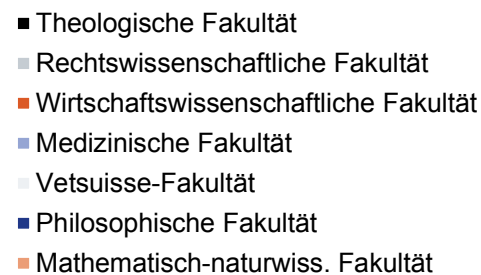 Theologische Fakultät
Rechtswissenschaftliche Fakultät
Wirtschaftswissenschaftliche Fakultät
Medizinische Fakultät
Vetsuisse-Fakultät
Philosophische Fakultät
Mathematisch-naturwiss. Fakultät